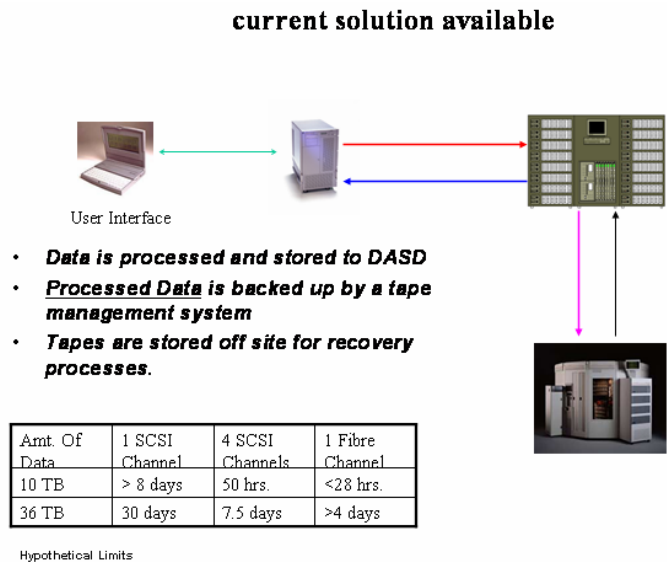 current solution available
User Interface
• Data is processed and stored to DASD
• Processed Data is backed up by a tape
management system
• Tapes are stored off site for recovery
processes.
Amt. Of Data | 1 SCSI Channel | 4 SCSI Channels | 1 Fibre Channel
10 TB | > 8 days | 50 hrs. | <28 hrs.
36 TB | 30 days | 7.5 days | >4 days
Hypothetical Limits